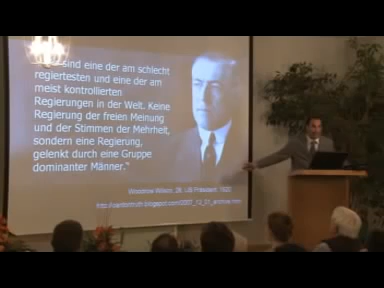 sind eine der am schlecht
regiertesten und eine der am
meist kontrollierten
Regierungen in der Welt. Keine
Regierung der freien Meinung
und der Stimmen der Mehrheit,
sondern eine Regierung,
gelenkt durch eine Gruppe
dominanter Männer."
Woodrow Wilson, 28. US Präsident,